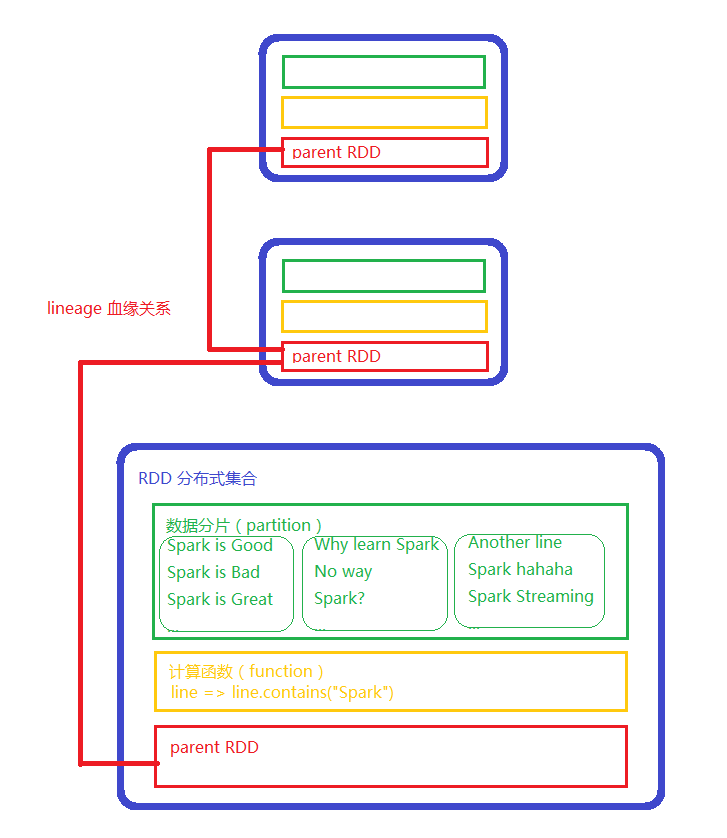 parent RDD
lineage 血缘关系
parent RDD
RDD 分布式集合
数据分片（partition）
Spark is Good
Spark is Bad
Spark is Great
...
Why learn Spark
No way
Spark?
...
Another line
Spark hahaha
Spark Streaming
...
计算函数（function）
line => line.contains("Spark")
parent RDD